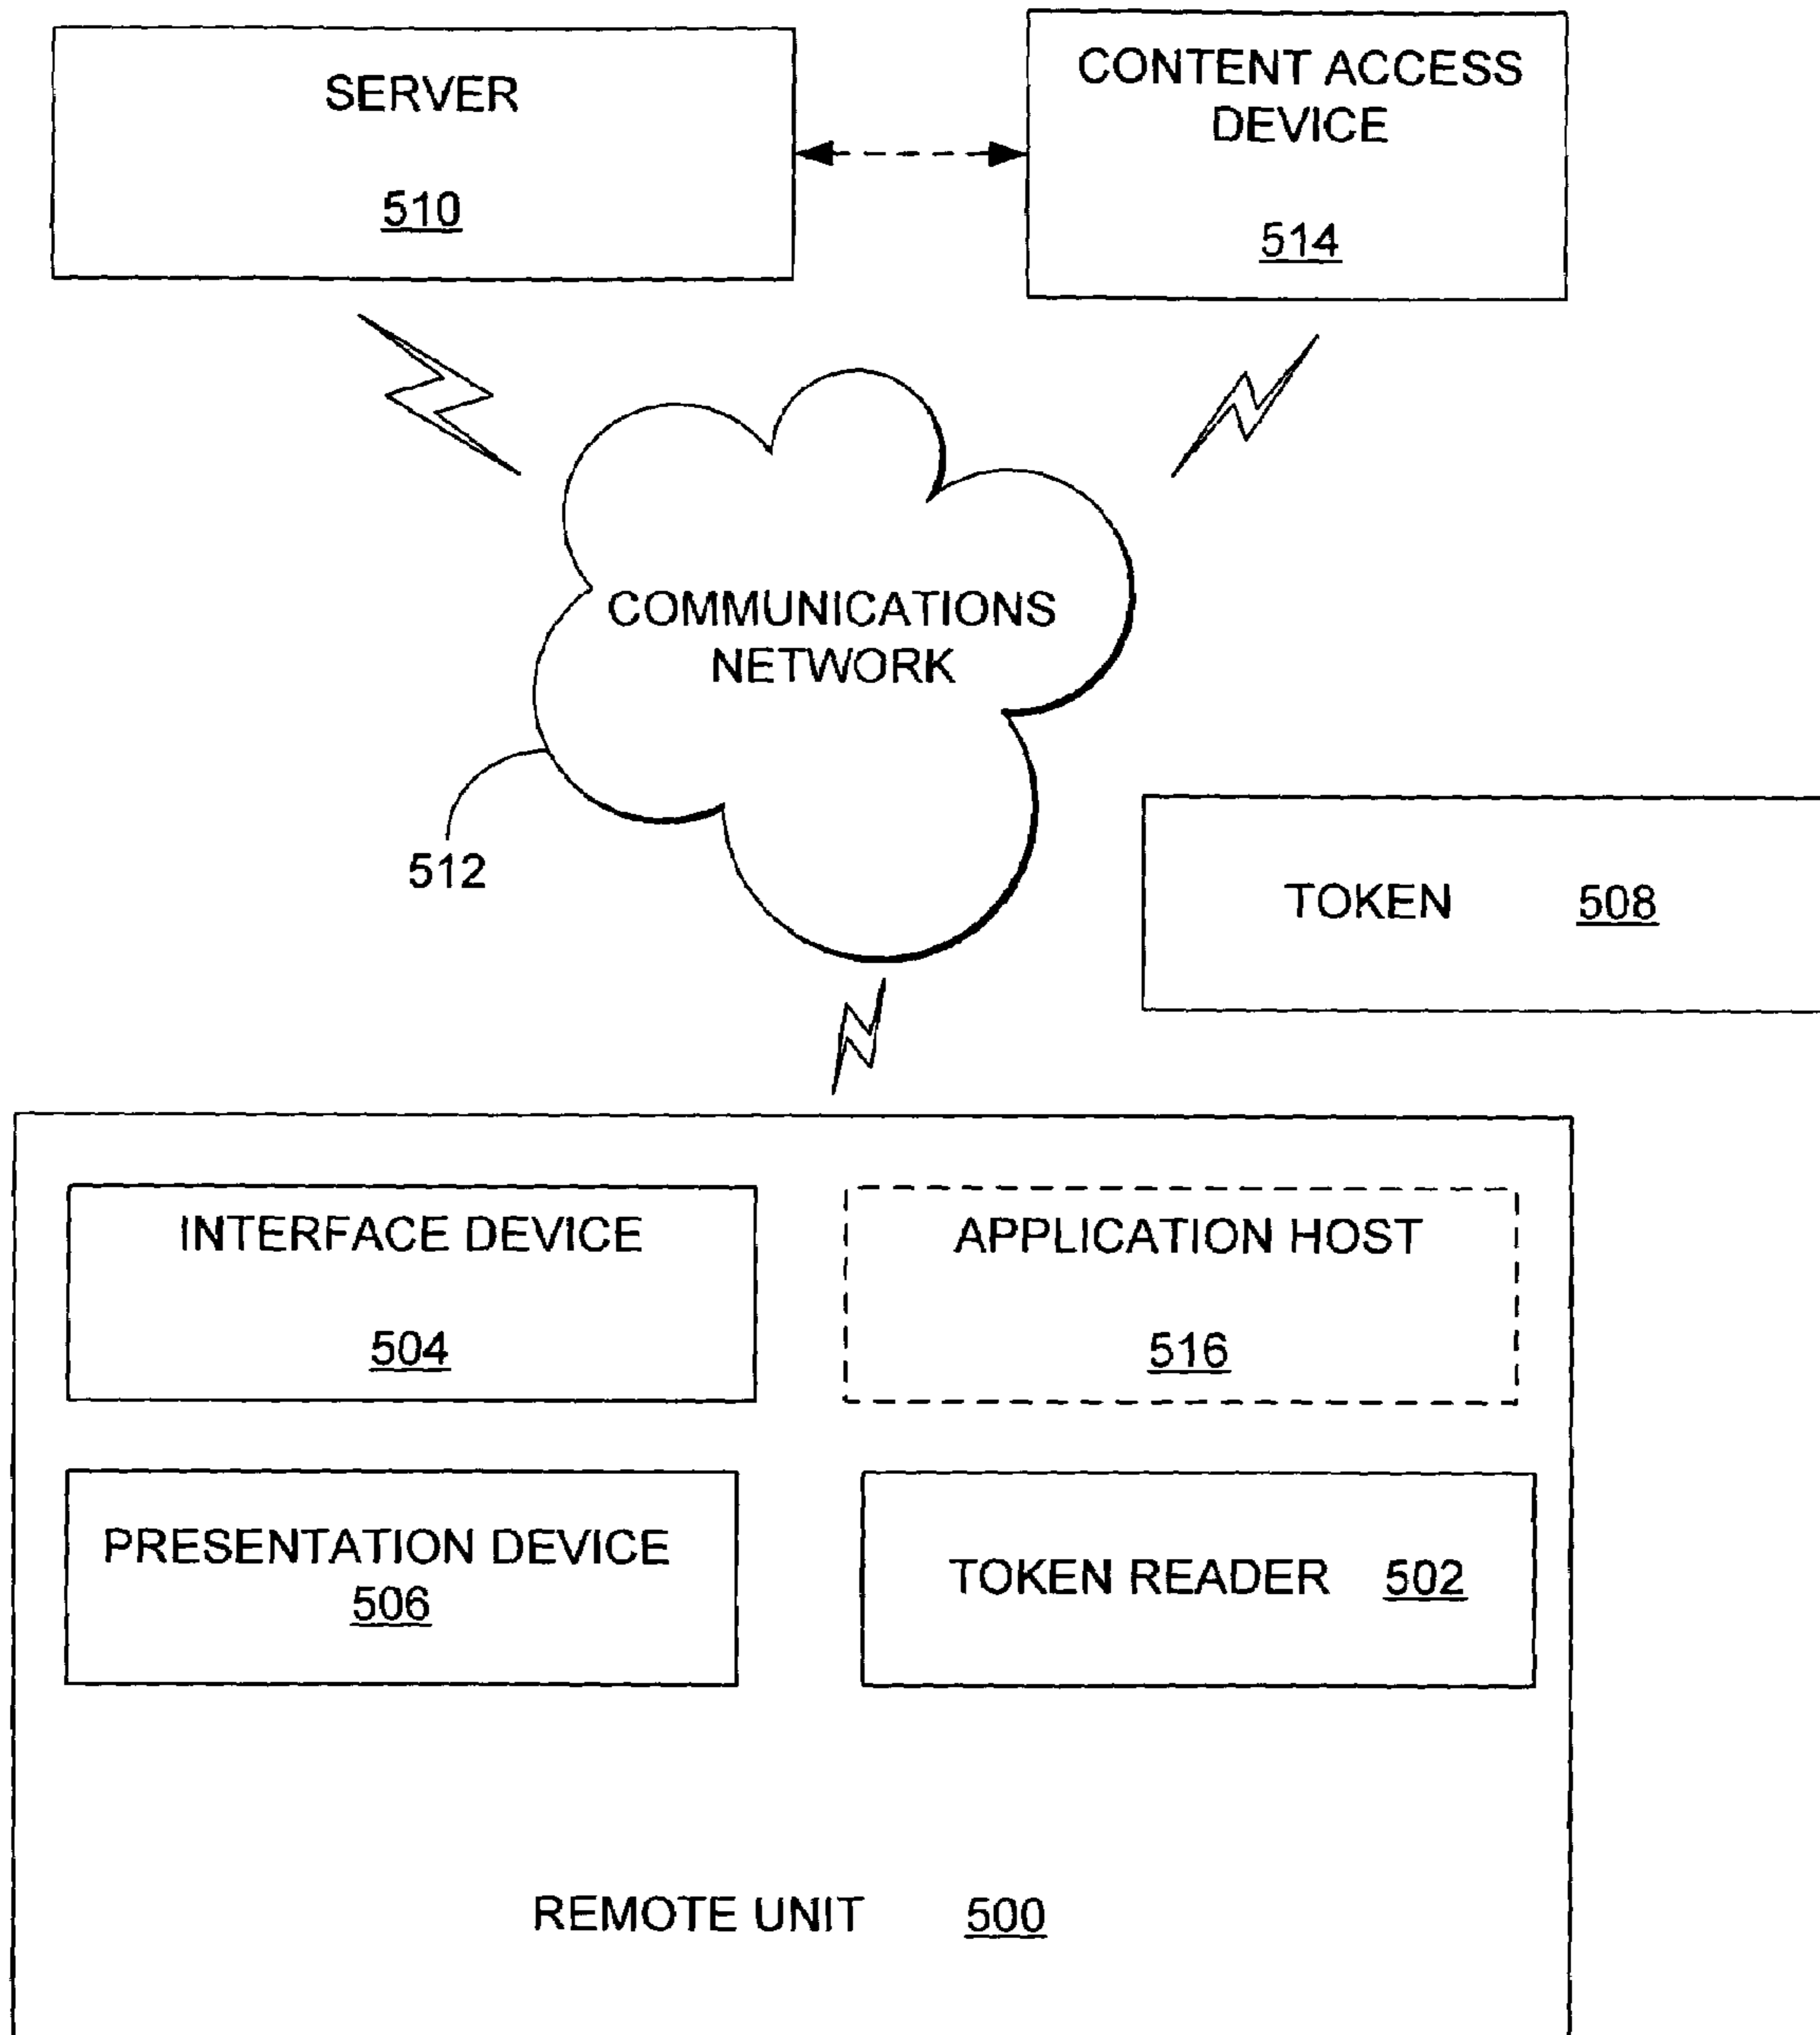 SERVER
510
CONTENT ACCESS
DEVICE
514
COMMUNICATIONS
NETWORK
512
TOKEN 508
INTERFACE DEVICE
504
APPLICATION HOST
516
PRESENTATION DEVICE
506
TOKEN READER 502
REMOTE UNIT 500